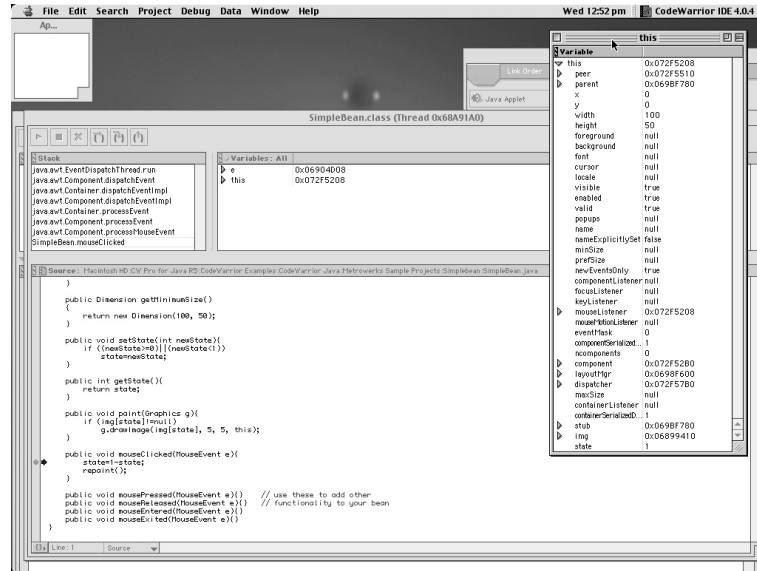 File Edit Search Project Debug Data Window Help
Wed 12:52 pm
CodeWarrior IDE 4.0.4
Ap...
Link Order
Java Applet
SimpleBean.class (Thread 0x68A91A0)
Stack
java.awt.EventDispatchThread.run
java.awt.Component.dispatchEvent
java.awt.Container.dispatchEventImpl
java.awt.Component.dispatchEventImpl
java.awt.Container.processEvent
java.awt.Component.processEvent
java.awt.Component.processMouseEvent
SimpleBean.mouseClicked
Variables: All
e 0x06904D08
this 0x072F5208
Source: Macintosh HD:CW Pro for Java R5:CodeWarrior Examples:CodeWarrior Java:Metrowerks Sample Projects:Simplebean:SimpleBean.java
}
public Dimension getMinimumSize()
{
return new Dimension(100, 50);
}
public void setState(int newState){
if ((newState>=0)||(newState<1))
state=newState;
}
public int getState(){
return state;
}
public void paint(Graphics g){
if (img[state]!=null)
g.drawImage(img[state], 5, 5, this);
}
public void mouseClicked(MouseEvent e){
state=1-state;
repaint();
}
public void mousePressed(MouseEvent e){} // use these to add other
public void mouseReleased(MouseEvent e){} // functionality to your bean
public void mouseEntered(MouseEvent e){}
public void mouseExited(MouseEvent e){}
}
Line: 1 Source
this
Variable
this 0x072F5208
peer 0x072F5510
parent 0x069BF780
x 0
y 0
width 100
height 50
foreground null
background null
font null
cursor null
locale null
visible true
enabled true
valid true
popups null
name null
nameExplicitlySet false
minSize null
prefSize null
newEventsOnly true
componentListener null
focusListener null
keyListener null
mouseListener 0x072F5208
mouseMotionListener null
eventMask 0
componentSerialized... 1
ncomponents 0
component 0x072F52B0
layoutMgr 0x0698F600
dispatcher 0x072F57B0
maxSize null
containerListener null
containerSerializedD... 1
stub 0x069BF780
img 0x06899410
state 1